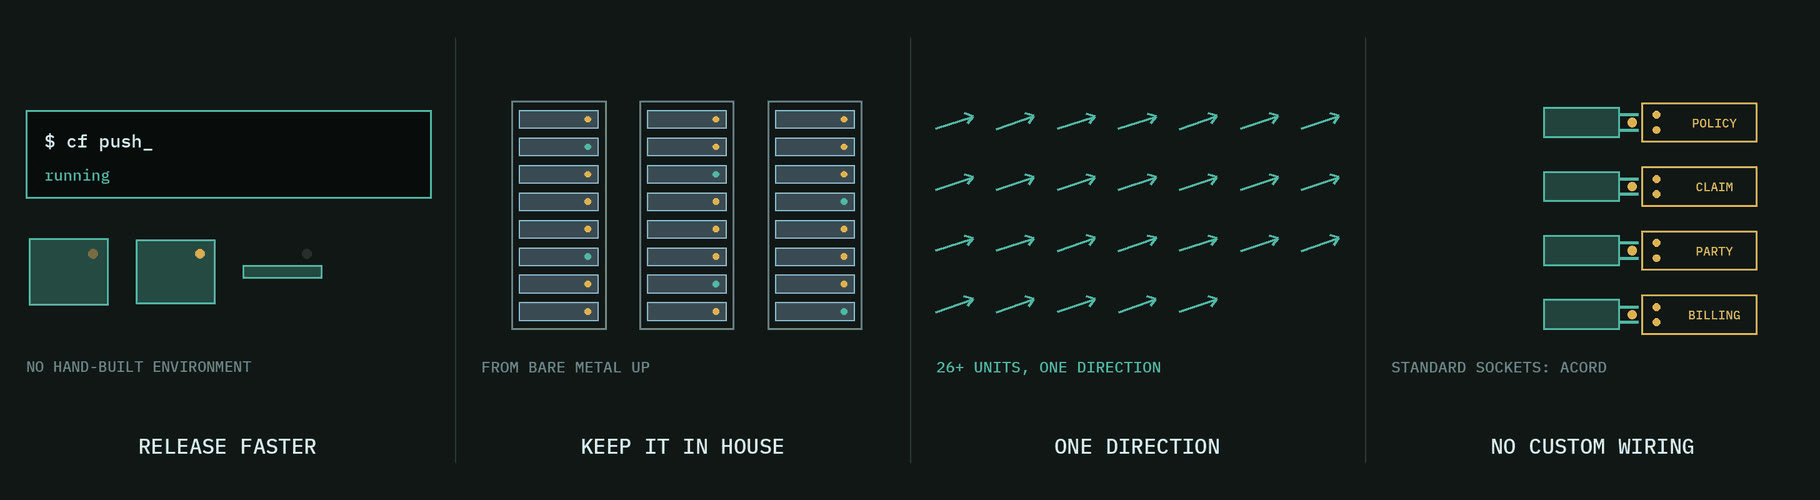 $ cf push_
running
NO HAND-BUILT ENVIRONMENT
RELEASE FASTER
FROM BARE METAL UP
KEEP IT IN HOUSE
26+ UNITS, ONE DIRECTION
ONE DIRECTION
POLICY
CLAIM
PARTY
BILLING
STANDARD SOCKETS: ACORD
NO CUSTOM WIRING